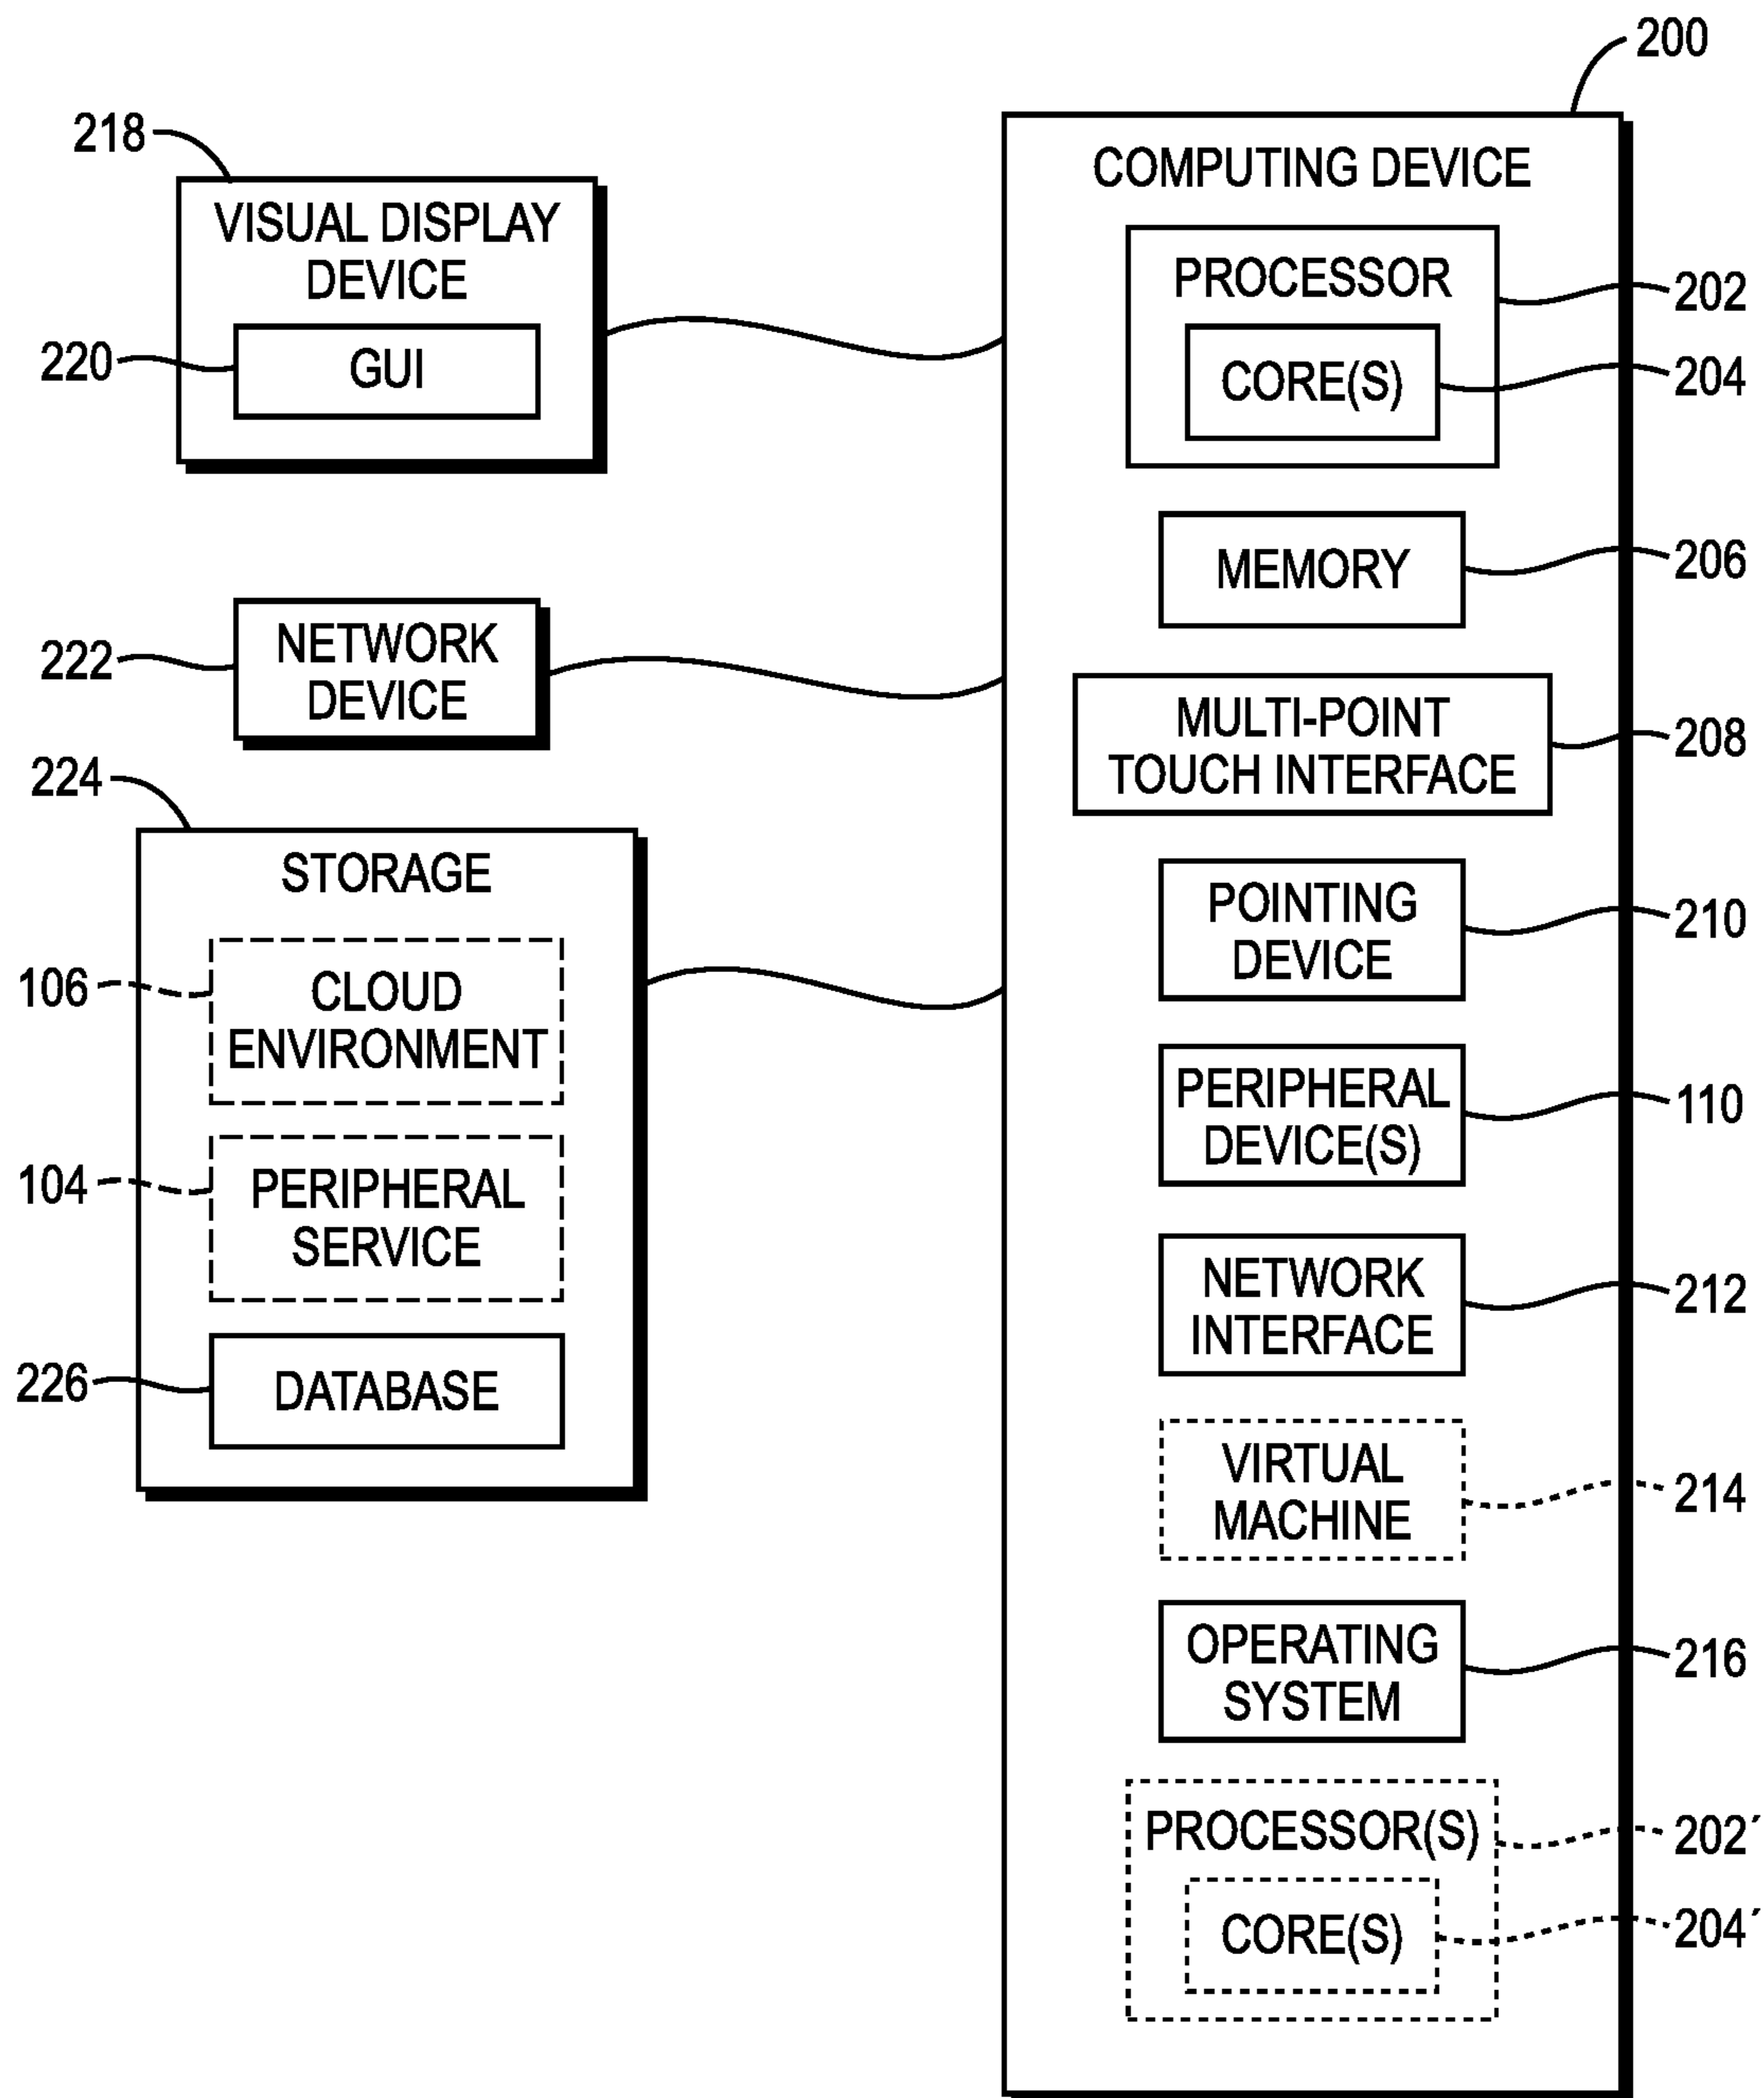 200
218
VISUAL DISPLAY
DEVICE
220
GUI
222
NETWORK
DEVICE
224
STORAGE
106
CLOUD
ENVIRONMENT
104
PERIPHERAL
SERVICE
226
DATABASE
COMPUTING DEVICE
PROCESSOR
202
CORE(S)
204
MEMORY
206
MULTI-POINT
TOUCH INTERFACE
208
POINTING
DEVICE
210
PERIPHERAL
DEVICE(S)
110
NETWORK
INTERFACE
212
VIRTUAL
MACHINE
214
OPERATING
SYSTEM
216
PROCESSOR(S)
202´
CORE(S)
204´